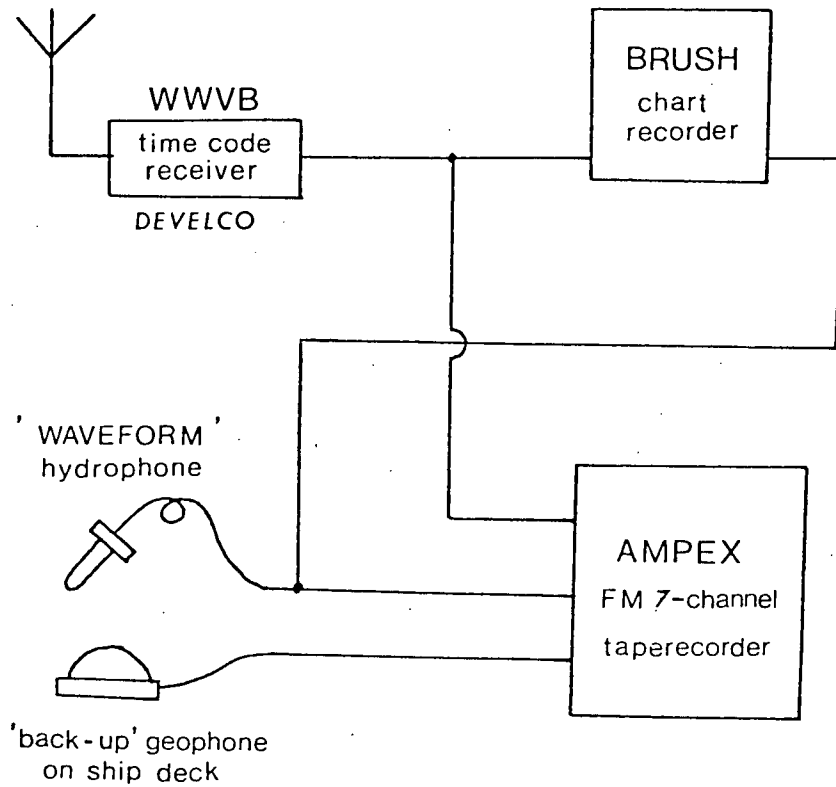 WWVB
time code
receiver
DEVELCO
BRUSH
chart
recorder
' WAVEFORM '
hydrophone
AMPEX
FM 7-channel
taperecorder
'back-up' geophone
on ship deck